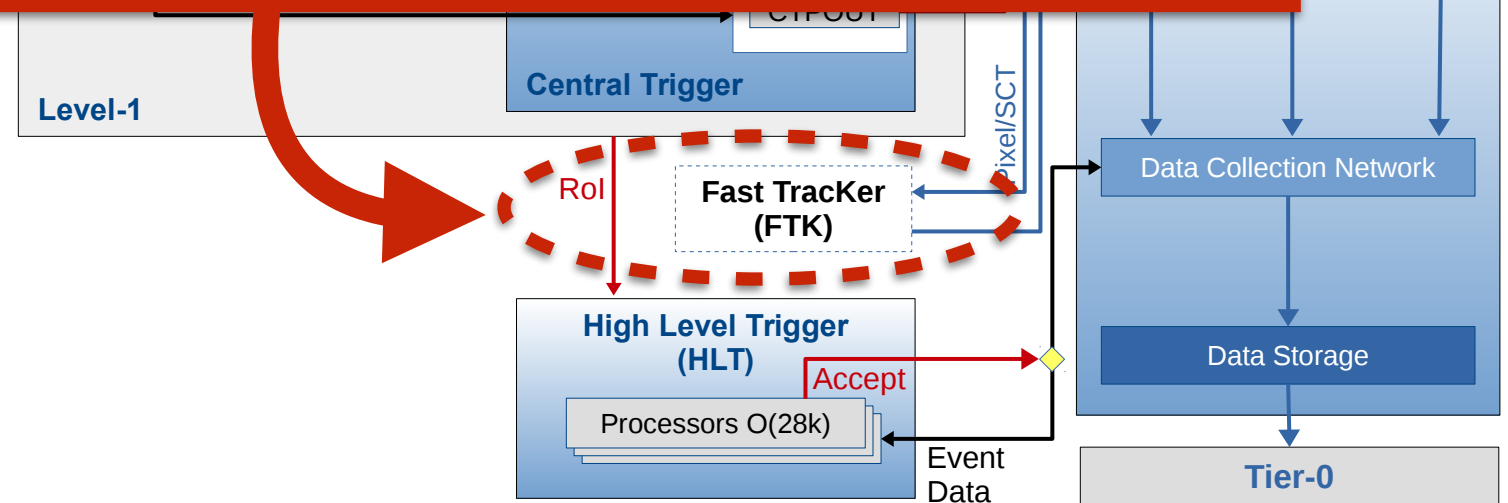 CTPOUT
Central Trigger
Level-1
Pixel/SCT
RoI
Fast TracKer
(FTK)
Data Collection Network
High Level Trigger
(HLT)
Accept
Data Storage
Processors O(28k)
Event
Data
Tier-0